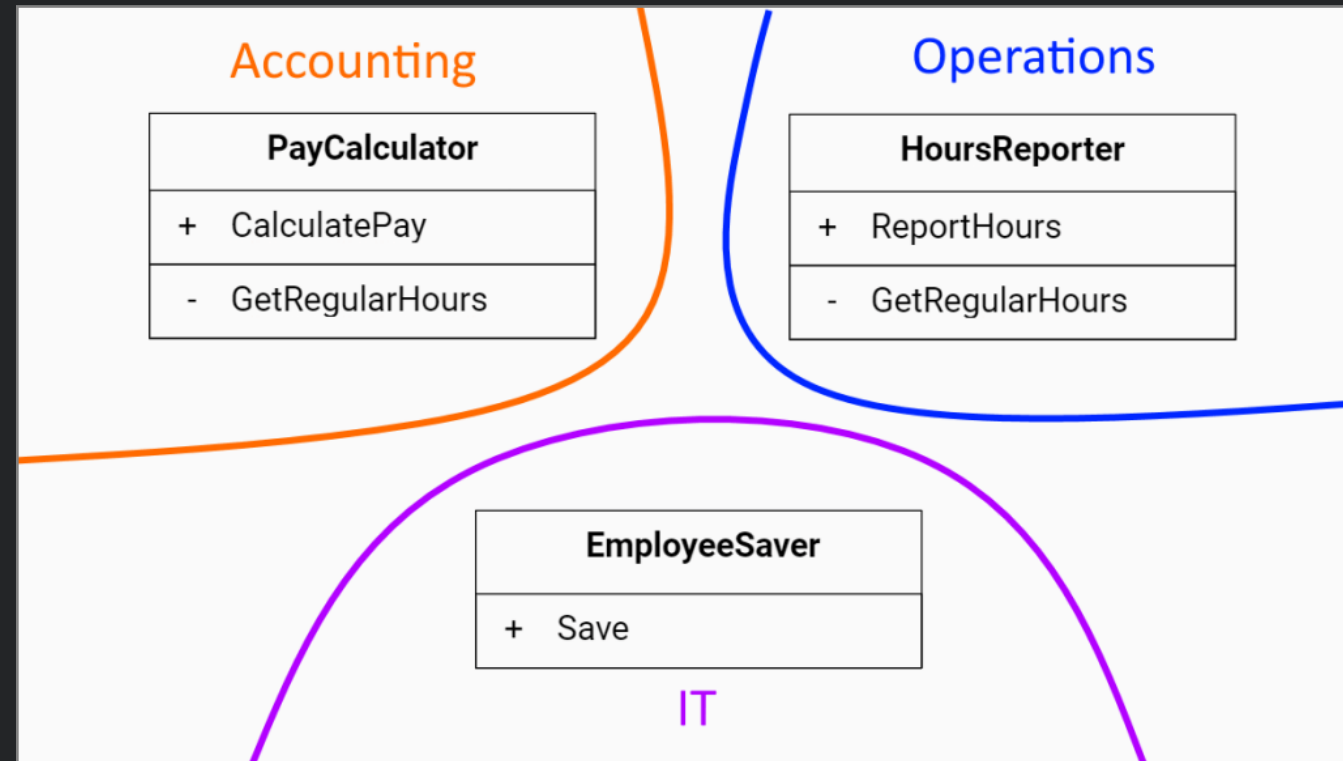 Accounting
PayCalculator
+ CalculatePay
- GetRegularHours
Operations
HoursReporter
+ ReportHours
- GetRegularHours
EmployeeSaver
+ Save
IT